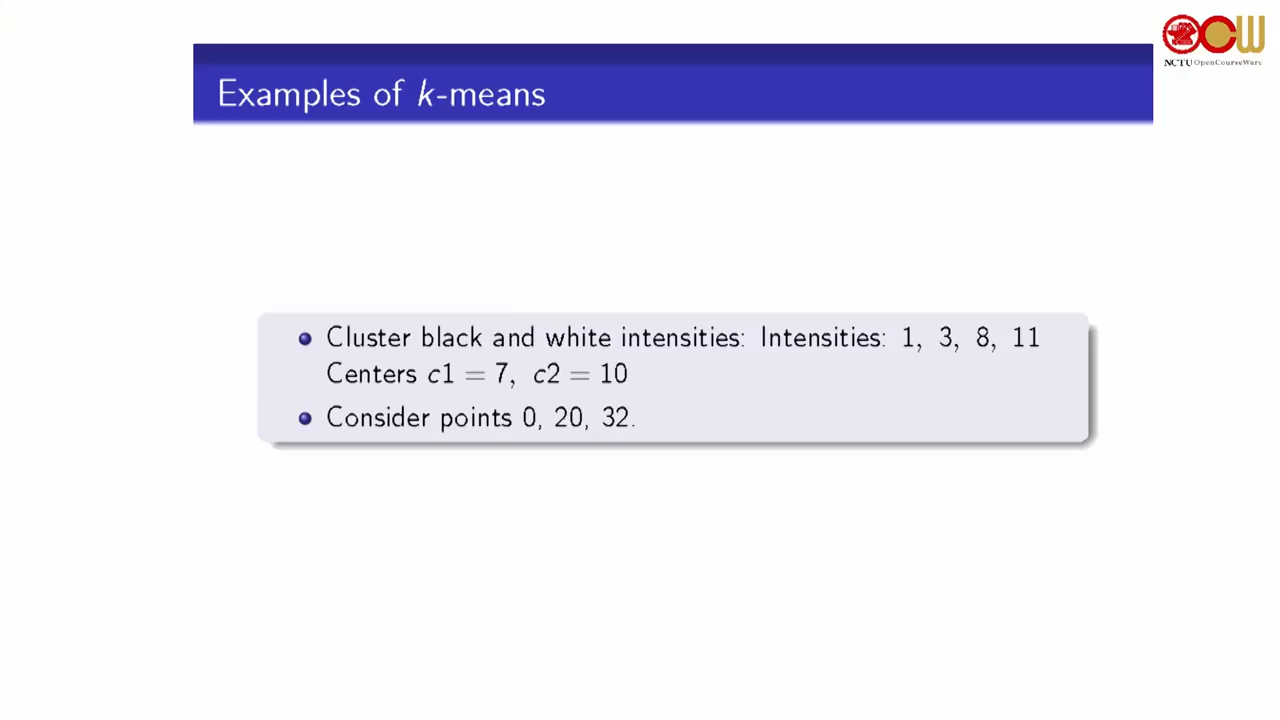 NCTU OpenCourseWare
Examples of k-means
Cluster black and white intensities: Intensities: 1, 3, 8, 11
Centers c1 = 7, c2 = 10
Consider points 0, 20, 32.